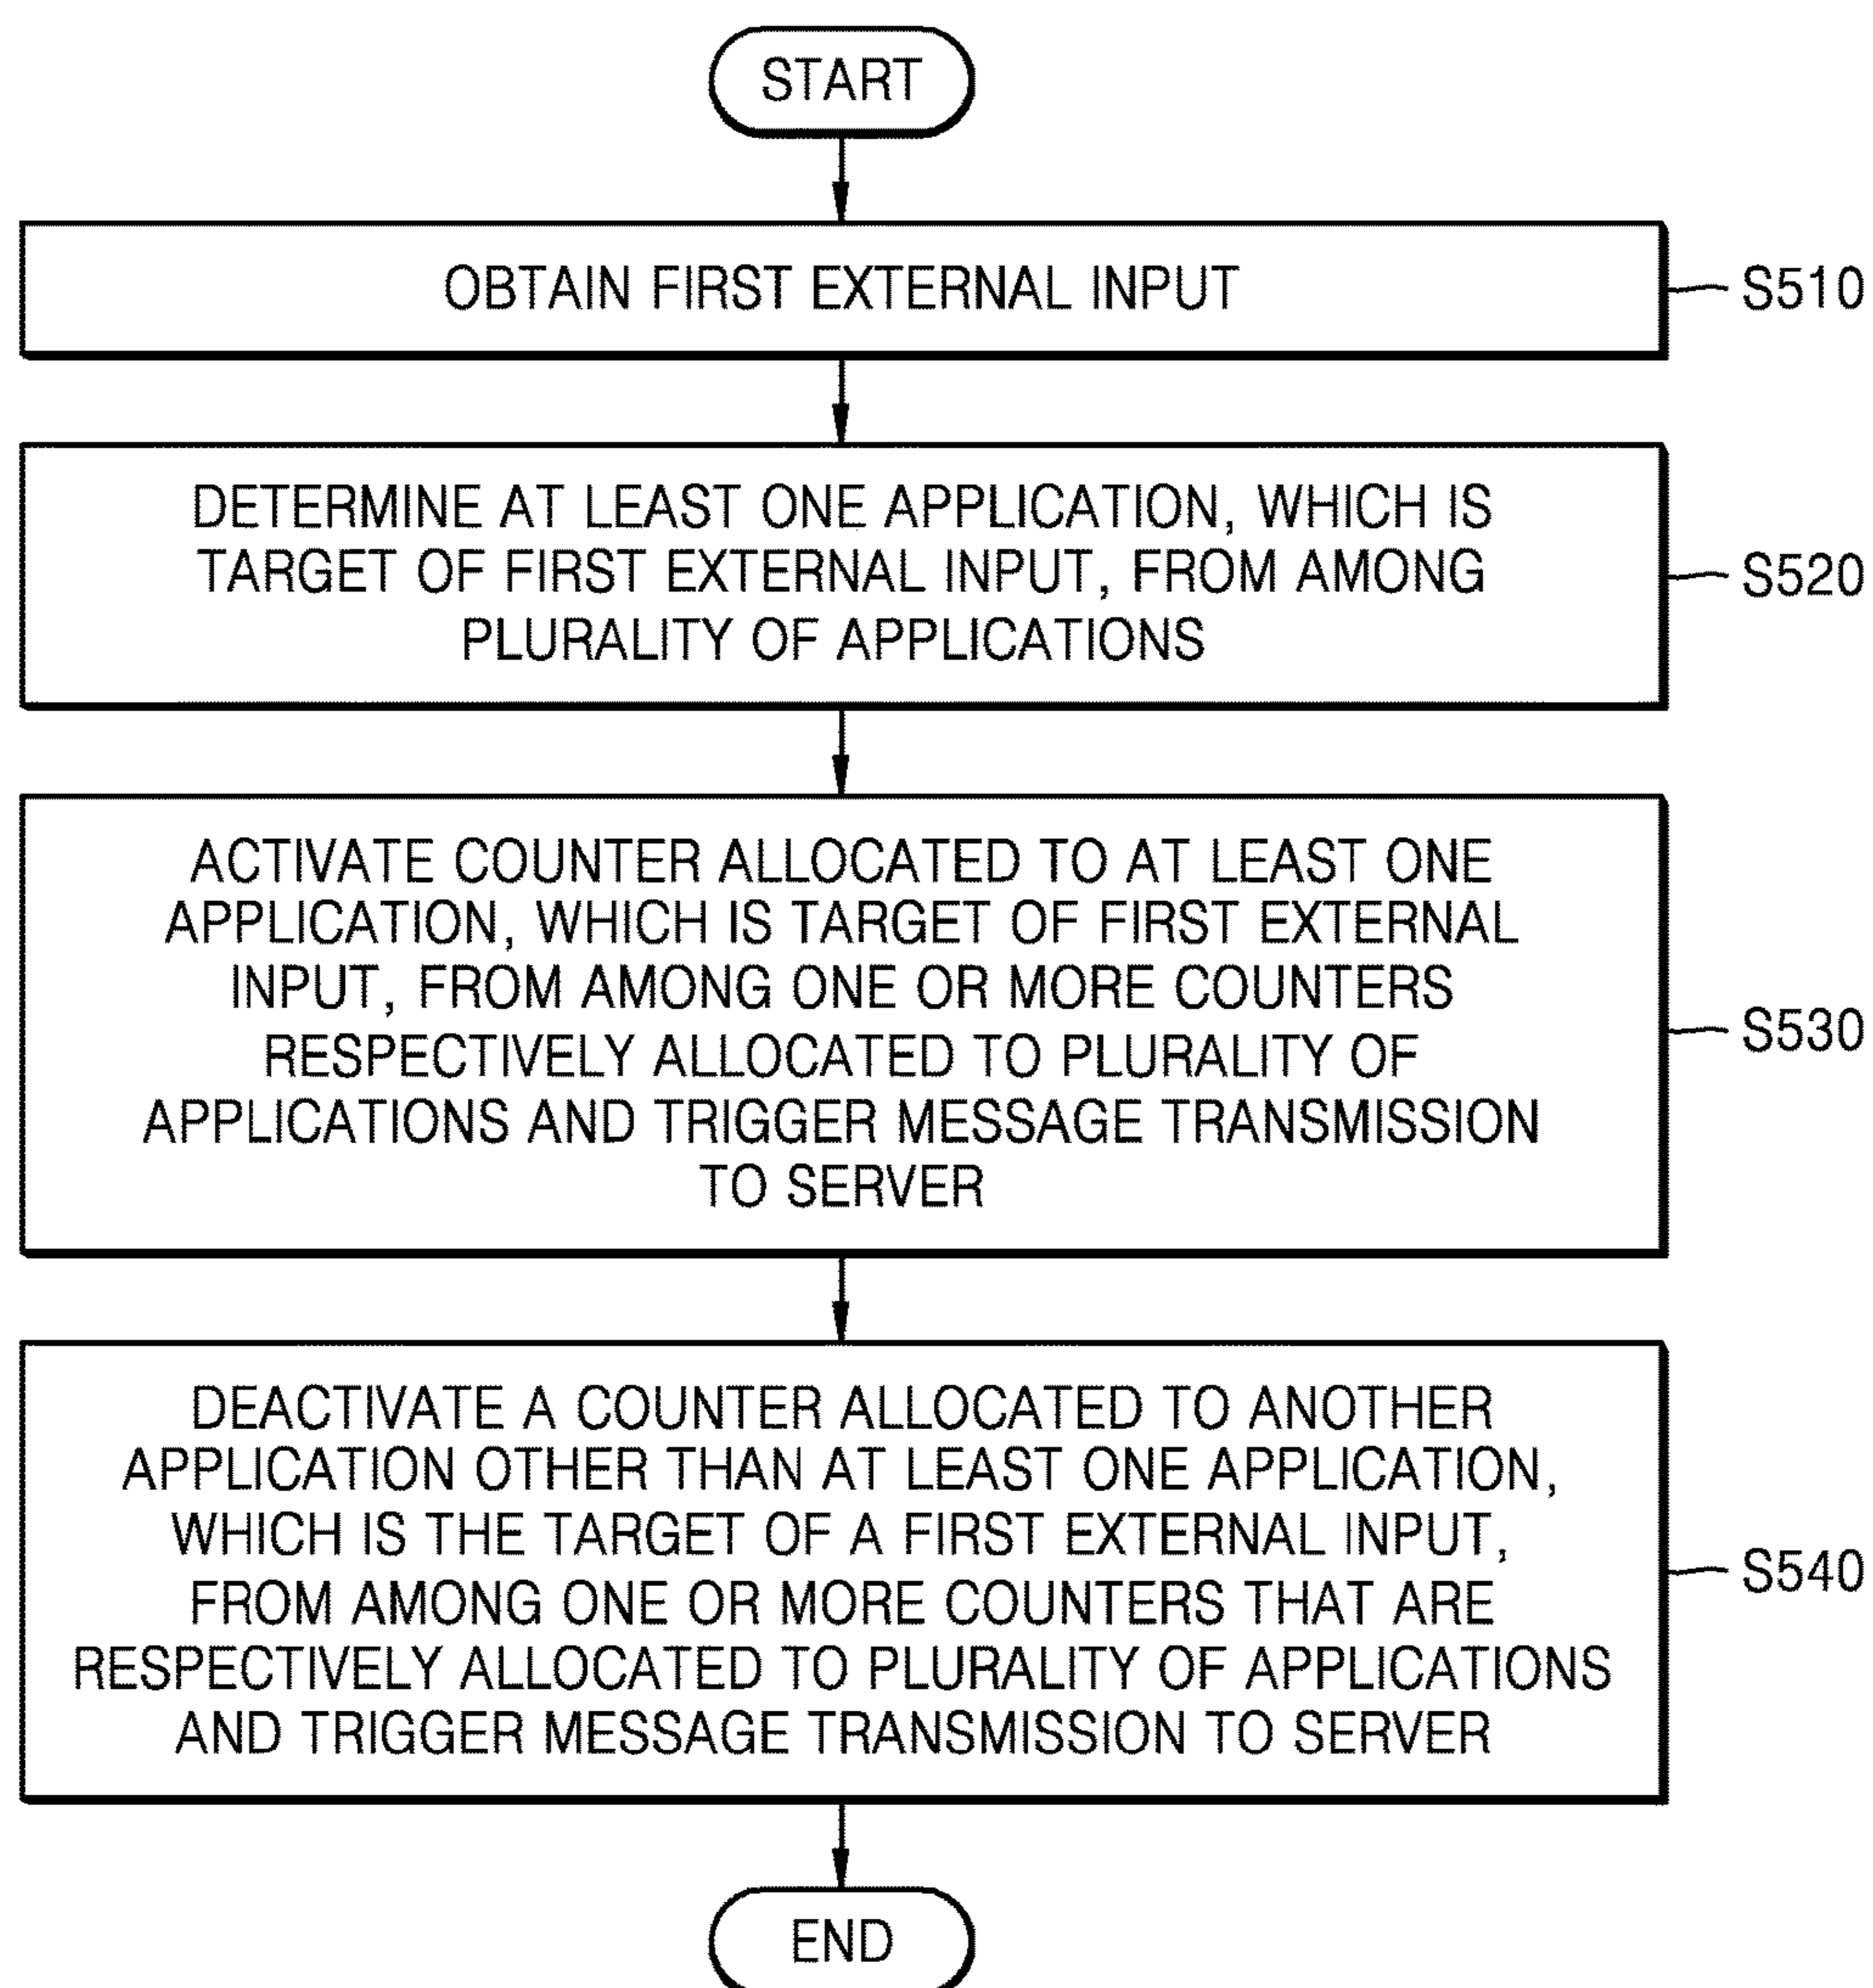 START
OBTAIN FIRST EXTERNAL INPUT
S510
DETERMINE AT LEAST ONE APPLICATION, WHICH IS
TARGET OF FIRST EXTERNAL INPUT, FROM AMONG
PLURALITY OF APPLICATIONS
S520
ACTIVATE COUNTER ALLOCATED TO AT LEAST ONE
APPLICATION, WHICH IS TARGET OF FIRST EXTERNAL
INPUT, FROM AMONG ONE OR MORE COUNTERS
RESPECTIVELY ALLOCATED TO PLURALITY OF
APPLICATIONS AND TRIGGER MESSAGE TRANSMISSION
TO SERVER
S530
DEACTIVATE A COUNTER ALLOCATED TO ANOTHER
APPLICATION OTHER THAN AT LEAST ONE APPLICATION,
WHICH IS THE TARGET OF A FIRST EXTERNAL INPUT,
FROM AMONG ONE OR MORE COUNTERS THAT ARE
RESPECTIVELY ALLOCATED TO PLURALITY OF APPLICATIONS
AND TRIGGER MESSAGE TRANSMISSION TO SERVER
S540
END